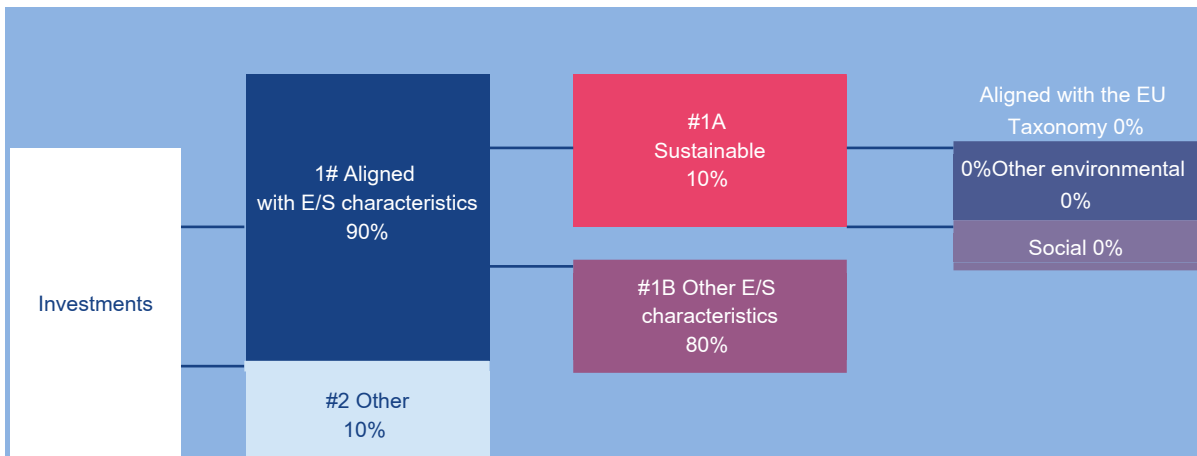 Investments
1# Aligned
with E/S characteristics
90%
#2 Other
10%
#1A
Sustainable
10%
#1B Other E/S
characteristics
80%
Aligned with the EU
Taxonomy 0%
0%Other environmental
0%
Social 0%